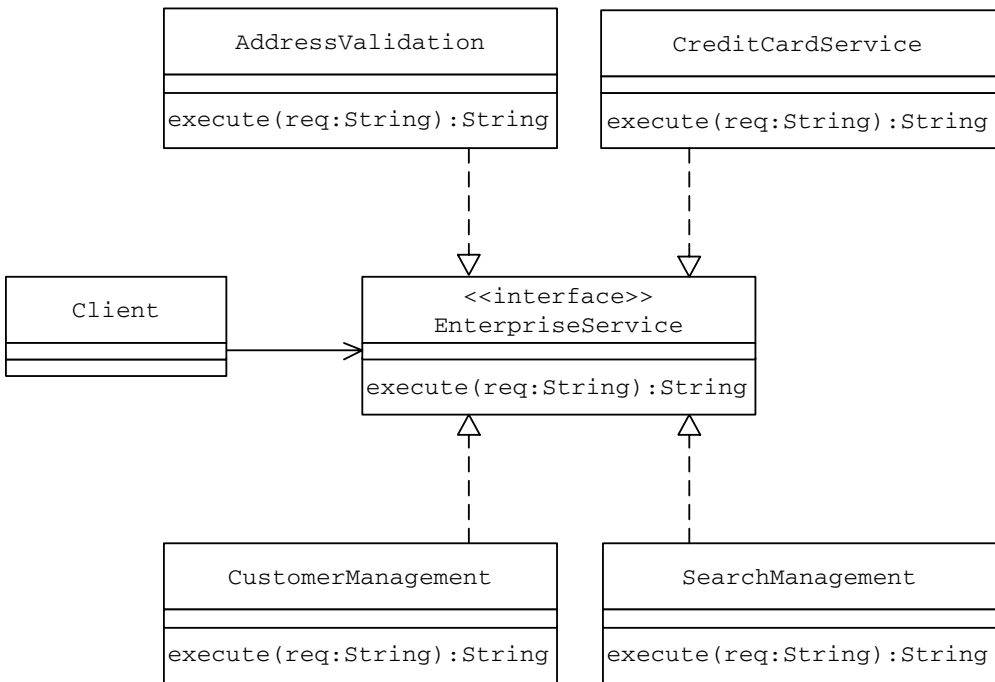 AddressValidation
execute(req:String):String
CreditCardService
execute(req:String):String
Client
<<interface>>
EnterpriseService
execute(req:String):String
CustomerManagement
execute(req:String):String
SearchManagement
execute(req:String):String